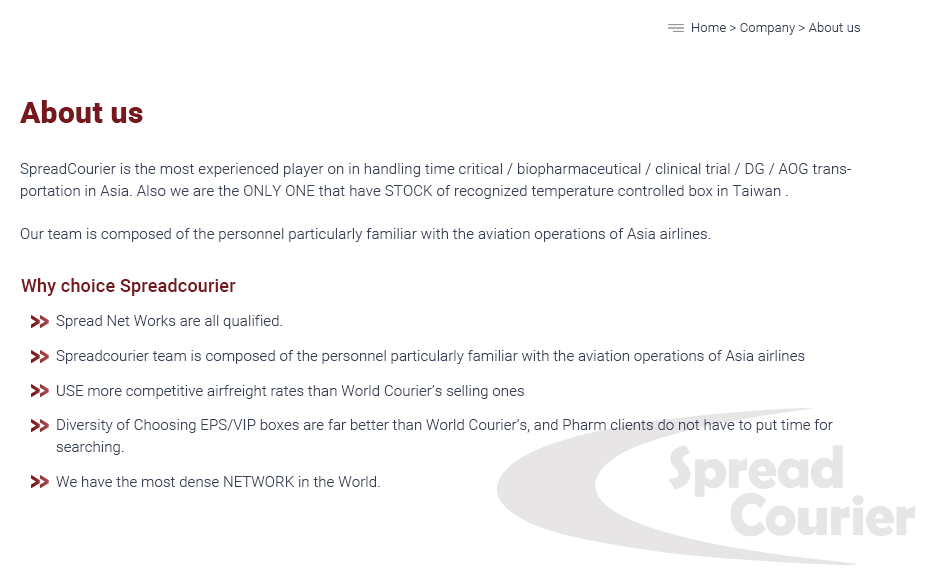 Home > Company > About us
About us
SpreadCourier is the most experienced player on in handling time critical / biopharmaceutical / clinical trial / DG / AOG trans-
portation in Asia. Also we are the ONLY ONE that have STOCK of recognized temperature controlled box in Taiwan .
Our team is composed of the personnel particularly familiar with the aviation operations of Asia airlines.
Why choice Spreadcourier
Spread Net Works are all qualified.
Spreadcourier team is composed of the personnel particularly familiar with the aviation operations of Asia airlines
USE more competitive airfreight rates than World Courier’s selling ones
Diversity of Choosing EPS/VIP boxes are far better than World Courier’s, and Pharm clients do not have to put time for
searching.
We have the most dense NETWORK in the World.
Spread
Courier